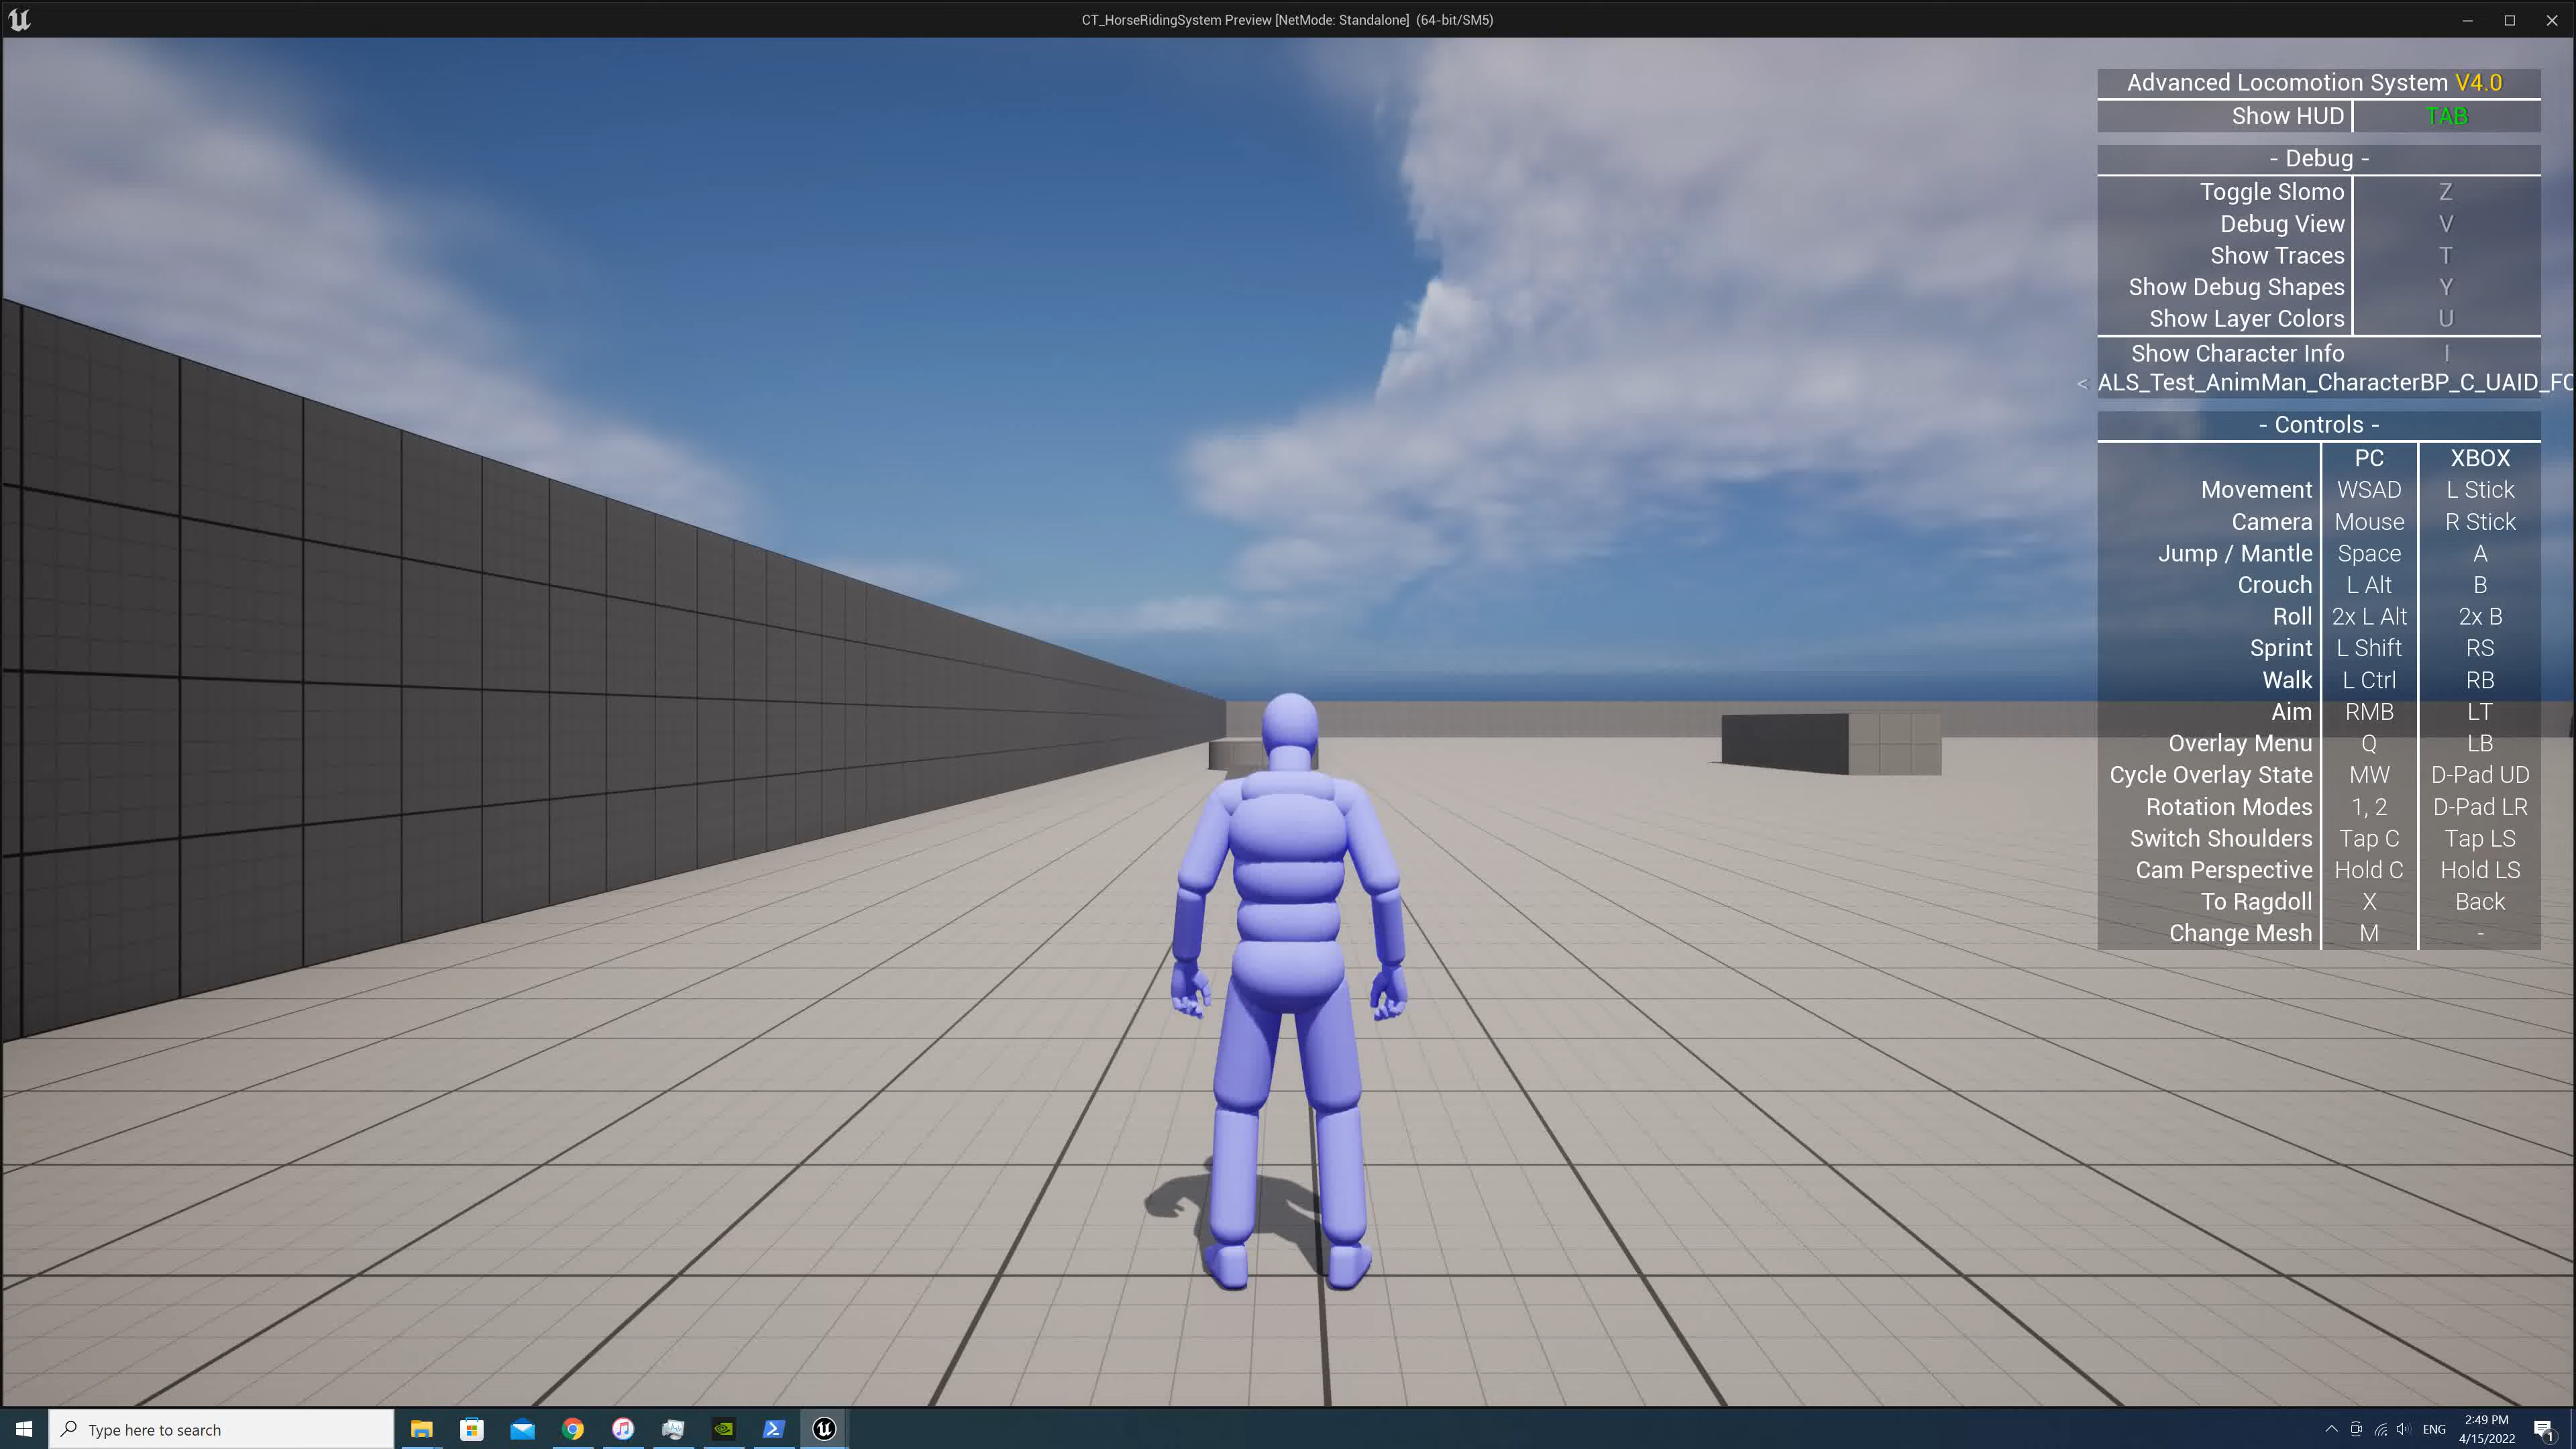 CT_HorseRidingSystem Preview [NetMode: Standalone] (64-bit/SM5)
Advanced Locomotion System V4.0
Show HUD TAB
- Debug -
Toggle Slomo Z
Debug View V
Show Traces T
Show Debug Shapes Y
Show Layer Colors U
Show Character Info I
< ALS_Test_AnimMan_CharacterBP_C_UAID_FC
- Controls -
PC XBOX
Movement WSAD L Stick
Camera Mouse R Stick
Jump / Mantle Space A
Crouch L Alt B
Roll 2x L Alt 2x B
Sprint L Shift RS
Walk L Ctrl RB
Aim RMB LT
Overlay Menu Q LB
Cycle Overlay State MW D-Pad UD
Rotation Modes 1, 2 D-Pad LR
Switch Shoulders Tap C Tap LS
Cam Perspective Hold C Hold LS
To Ragdoll X Back
Change Mesh M -
Type here to search
ENG
2:49 PM
4/15/2022
1